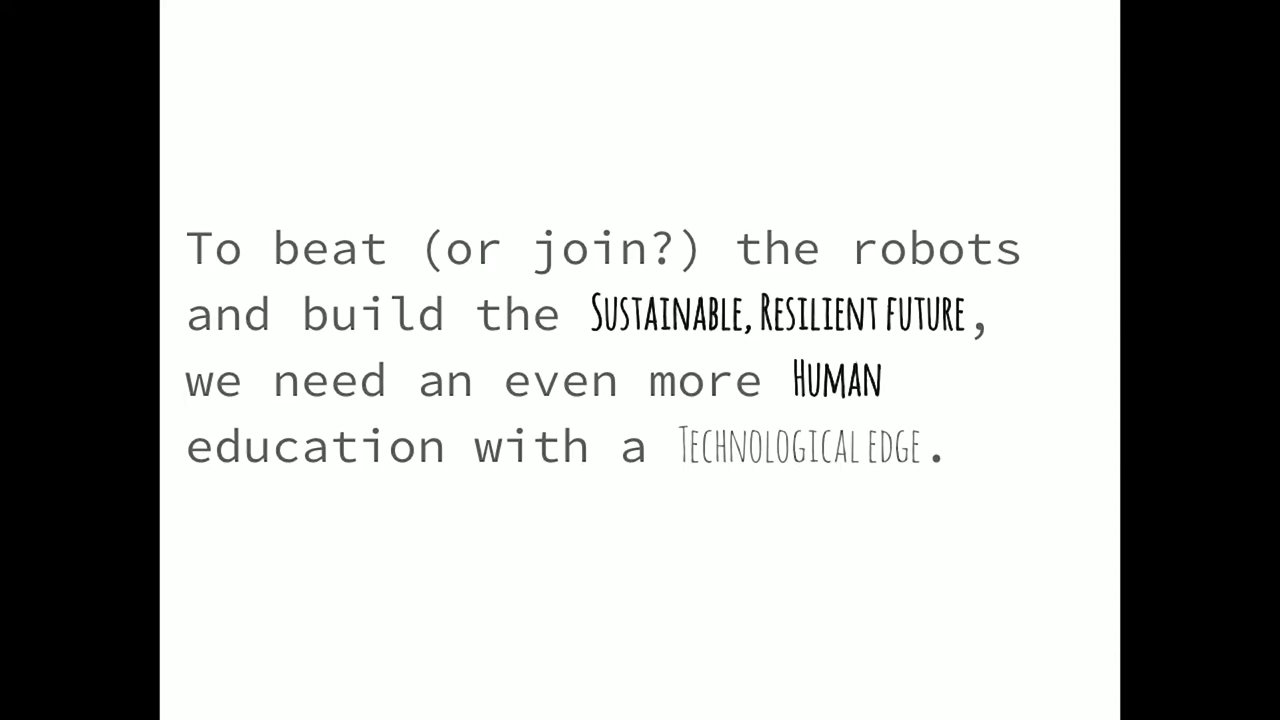 To beat (or join?) the robots
and build the Sustainable, Resilient future,
we need an even more Human
education with a Technological edge.